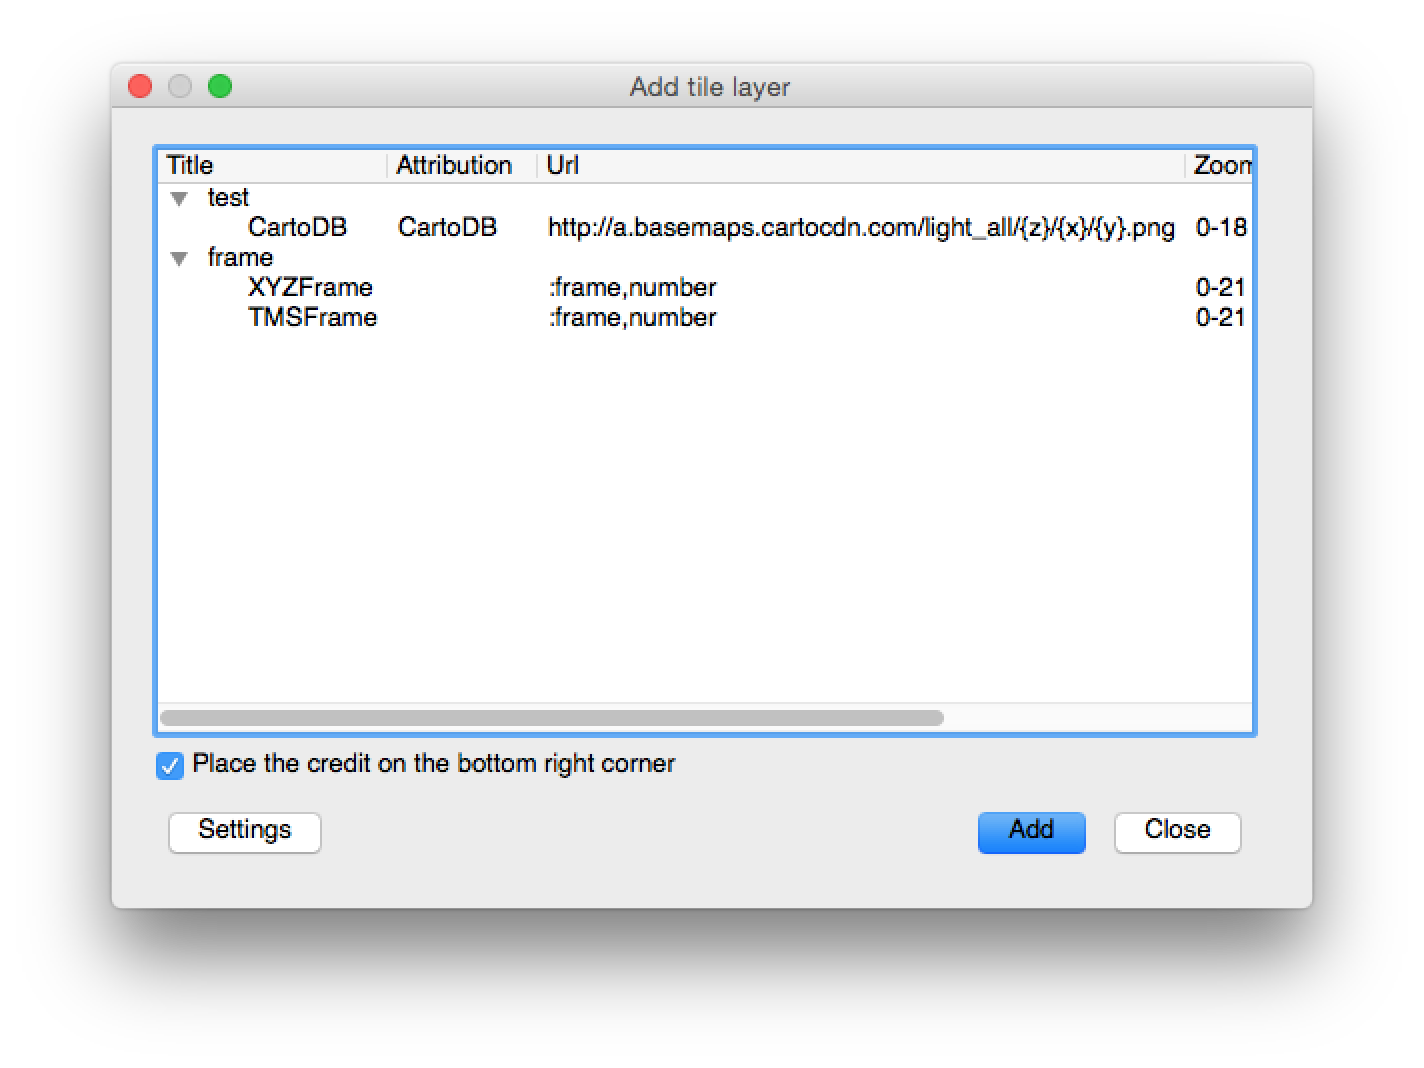 Add tile layer
Title Attribution Url Zoom
test
CartoDB CartoDB http://a.basemaps.cartocdn.com/light_all/{z}/{x}/{y}.png 0-18
frame
XYZFrame :frame,number 0-21
TMSFrame :frame,number 0-21
Place the credit on the bottom right corner
Settings Add Close